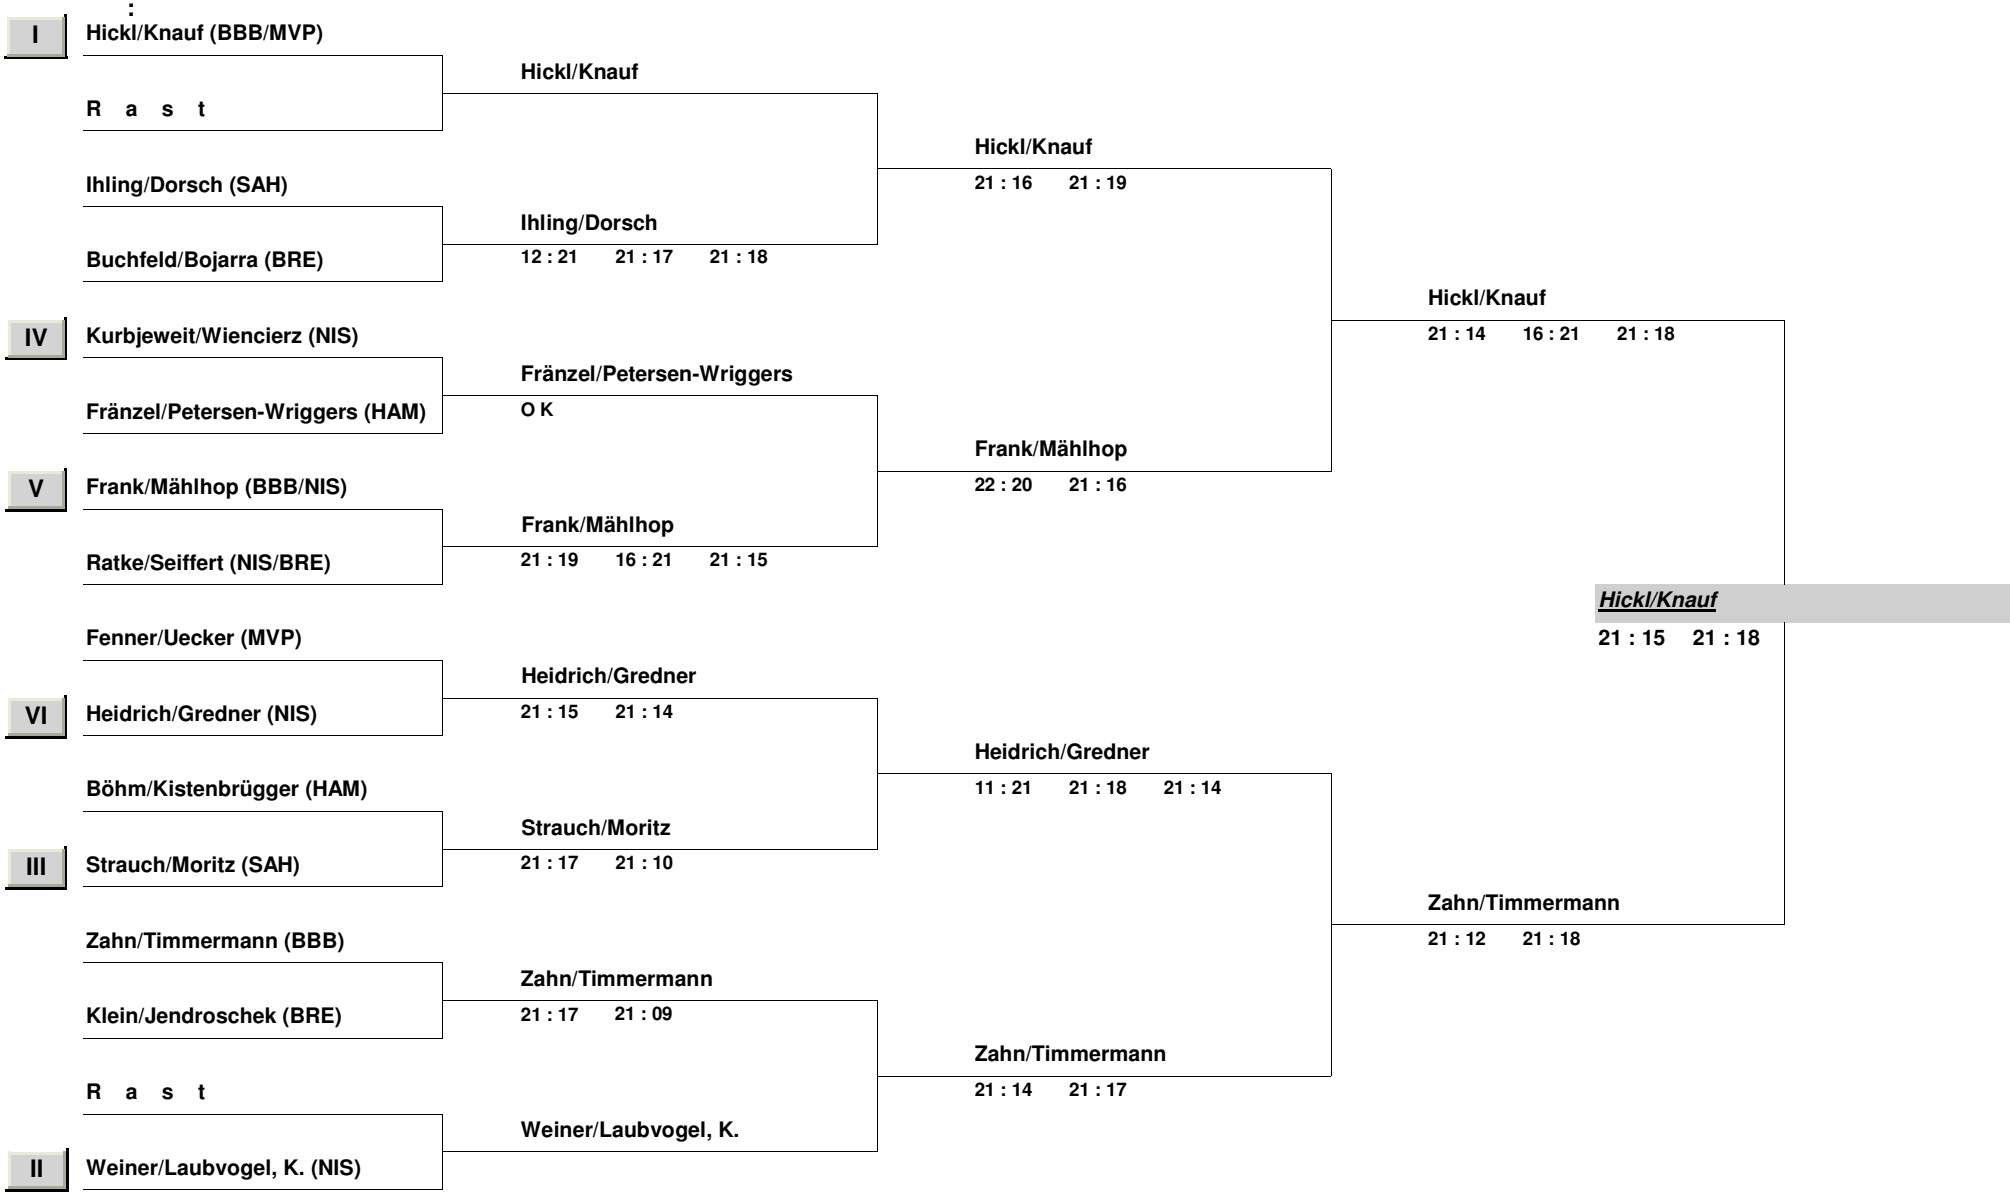 :
I Hickl/Knauf (BBB/MVP)
Hickl/Knauf
R a s t
Hickl/Knauf
Ihling/Dorsch (SAH)
21 : 16 21 : 19
Ihling/Dorsch
Buchfeld/Bojarra (BRE)
12 : 21 21 : 17 21 : 18
Hickl/Knauf
IV Kurbjeweit/Wiencierz (NIS)
21 : 14 16 : 21 21 : 18
Fränzel/Petersen-Wriggers
Fränzel/Petersen-Wriggers (HAM)
O K
Frank/Mählhop
V Frank/Mählhop (BBB/NIS)
22 : 20 21 : 16
Frank/Mählhop
Ratke/Seiffert (NIS/BRE)
21 : 19 16 : 21 21 : 15
Hickl/Knauf
Fenner/Uecker (MVP)
21 : 15 21 : 18
Heidrich/Gredner
VI Heidrich/Gredner (NIS)
21 : 15 21 : 14
Heidrich/Gredner
Böhm/Kistenbrügger (HAM)
11 : 21 21 : 18 21 : 14
Strauch/Moritz
III Strauch/Moritz (SAH)
21 : 17 21 : 10
Zahn/Timmermann
Zahn/Timmermann (BBB)
21 : 12 21 : 18
Zahn/Timmermann
Klein/Jendroschek (BRE)
21 : 17 21 : 09
Zahn/Timmermann
R a s t
21 : 14 21 : 17
Weiner/Laubvogel, K.
II Weiner/Laubvogel, K. (NIS)